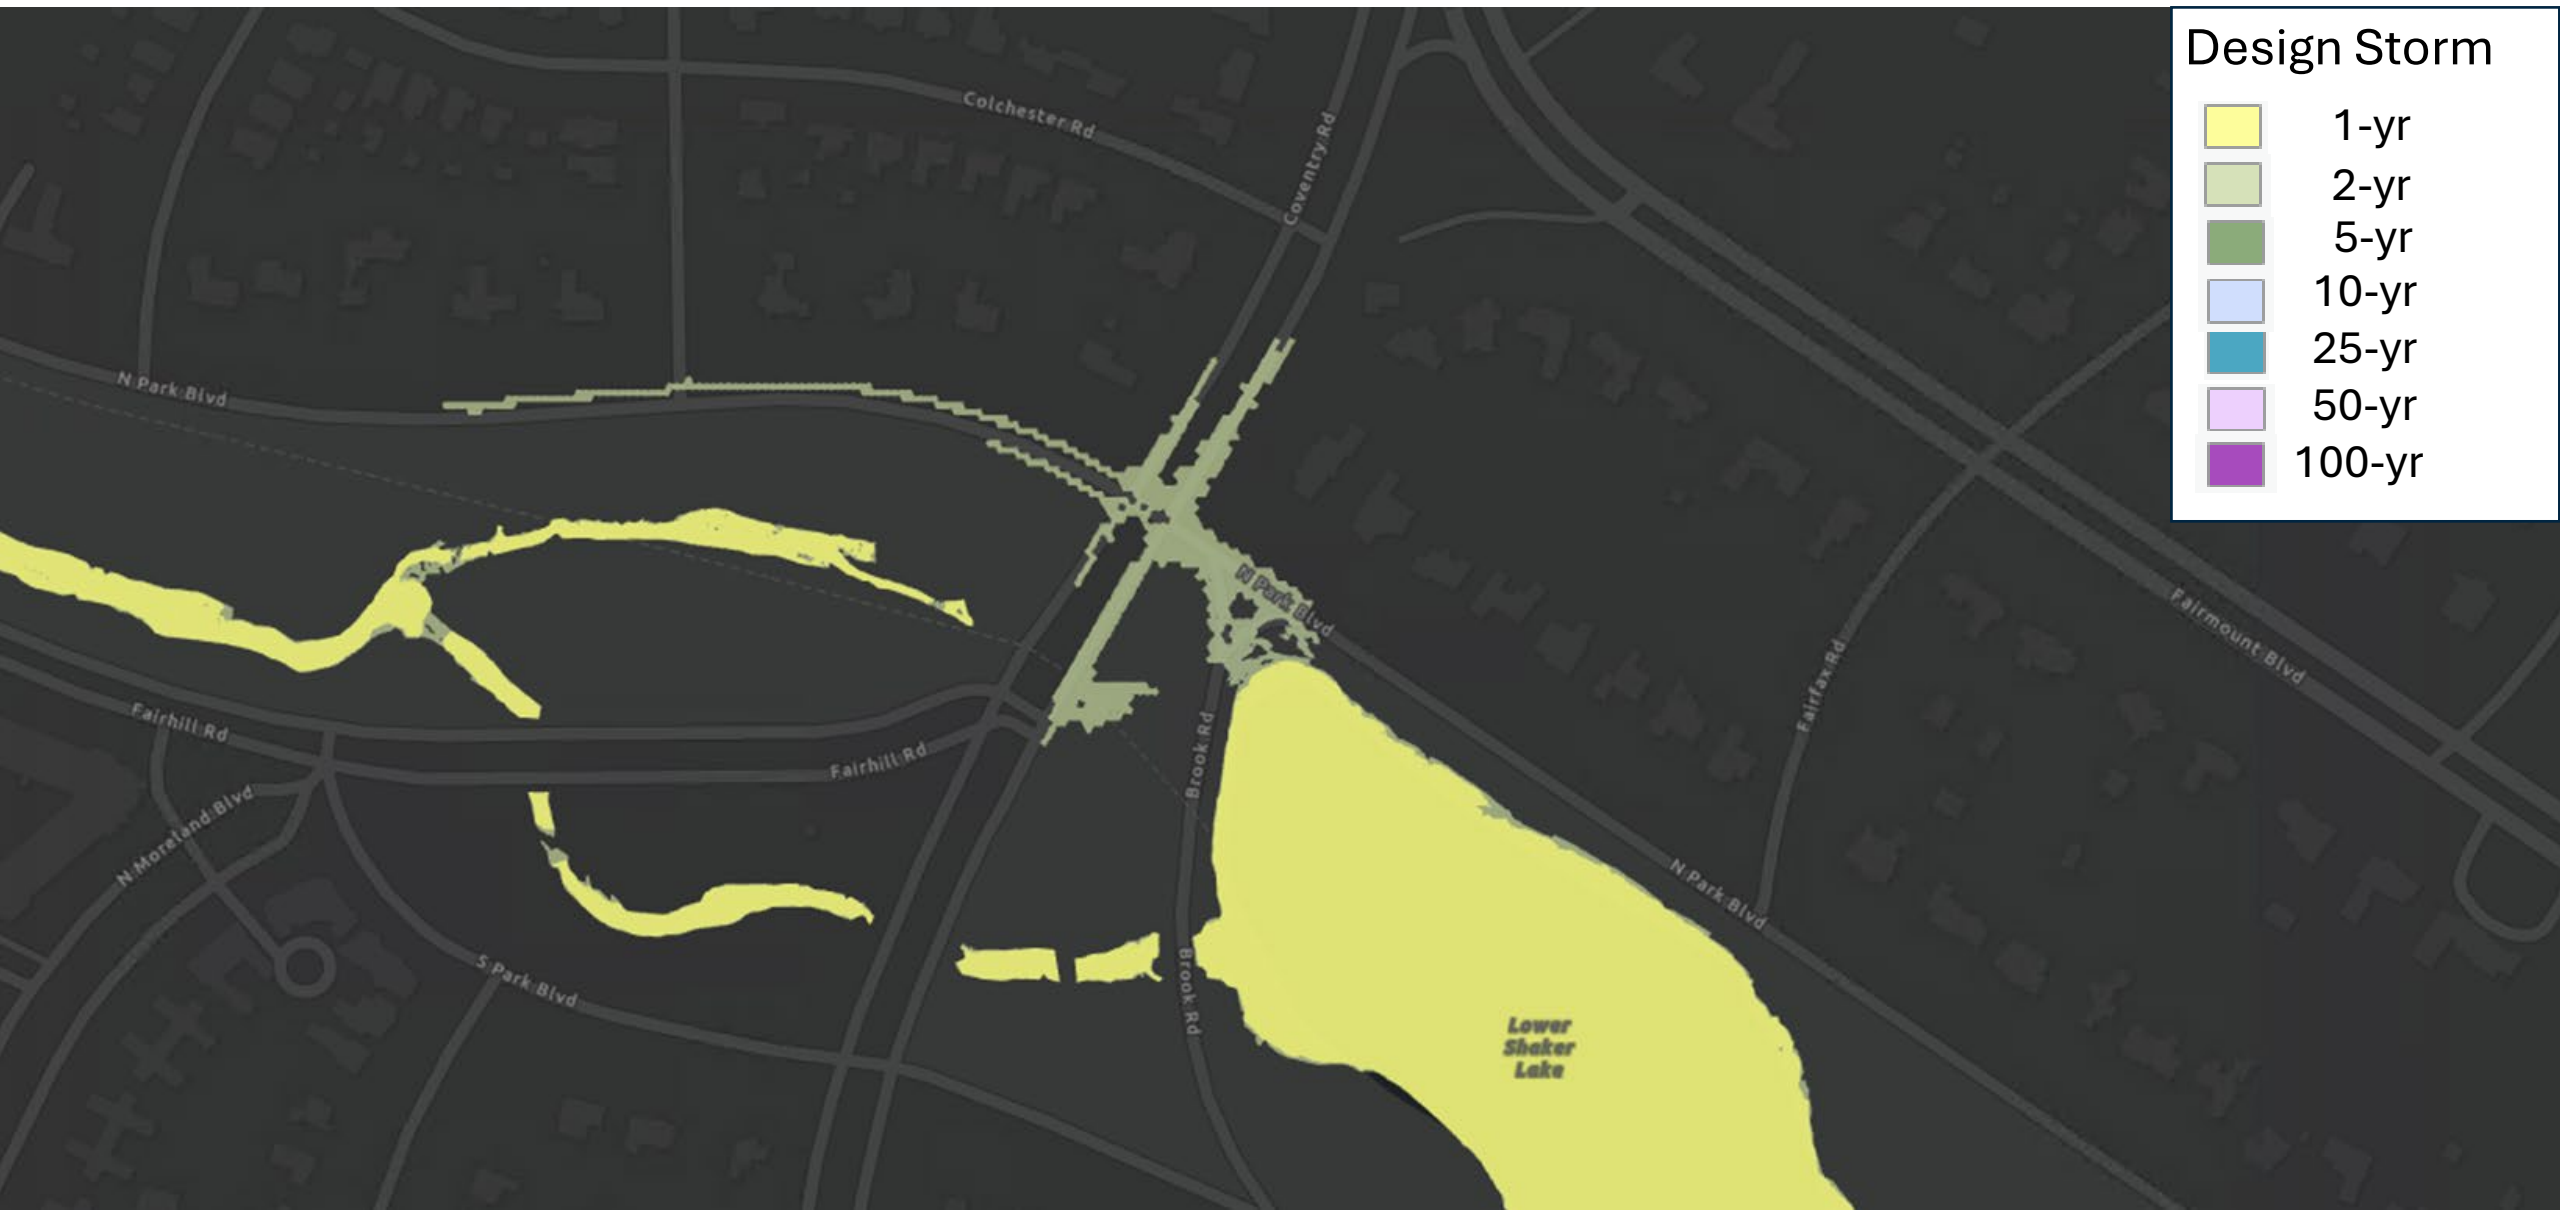 Design Storm
1-yr
2-yr
5-yr
10-yr
25-yr
50-yr
100-yr
Colchester Rd
Coventry Rd
N Park Blvd
N Park Blvd
Fairmount Blvd
Fairfax Rd
Fairhill Rd
Fairhill Rd
Brook Rd
N Moreland Blvd
N Park Blvd
S Park Blvd
Brook Rd
Lower
Shaker
Lake